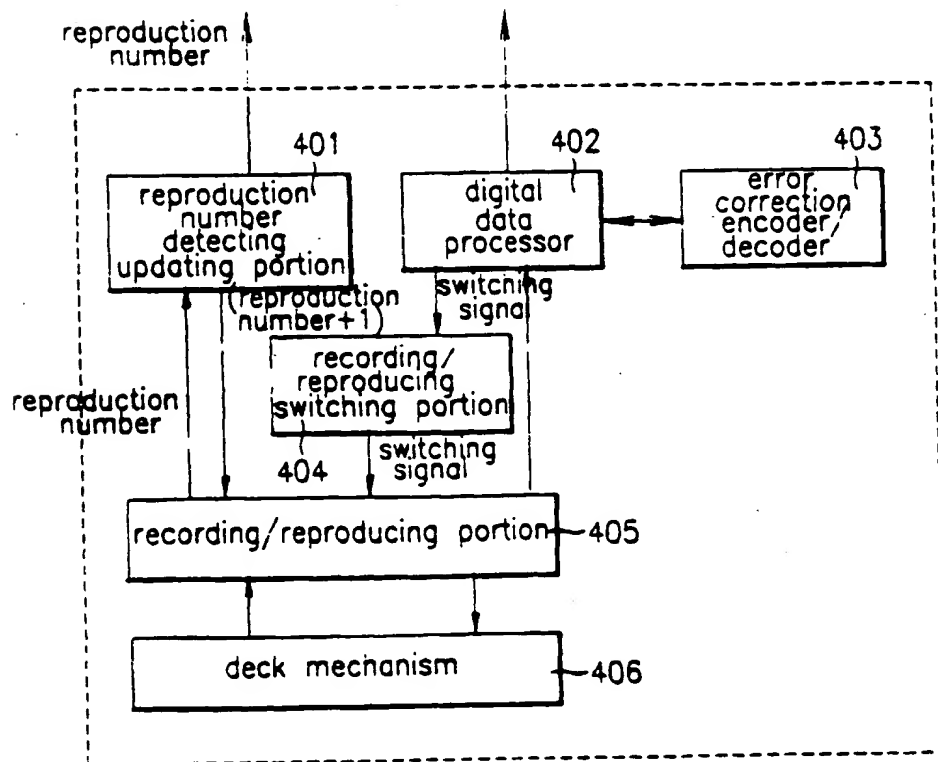 reproduction
number
401
reproduction
number
detecting
updating portion
402
digital
data
processor
403
error
correction
encoder/
decoder
(reproduction
number+1)
switching
signal
recording/
reproducing
switching portion
404
reproduction
number
switching
signal
recording/reproducing portion
405
deck mechanism
406